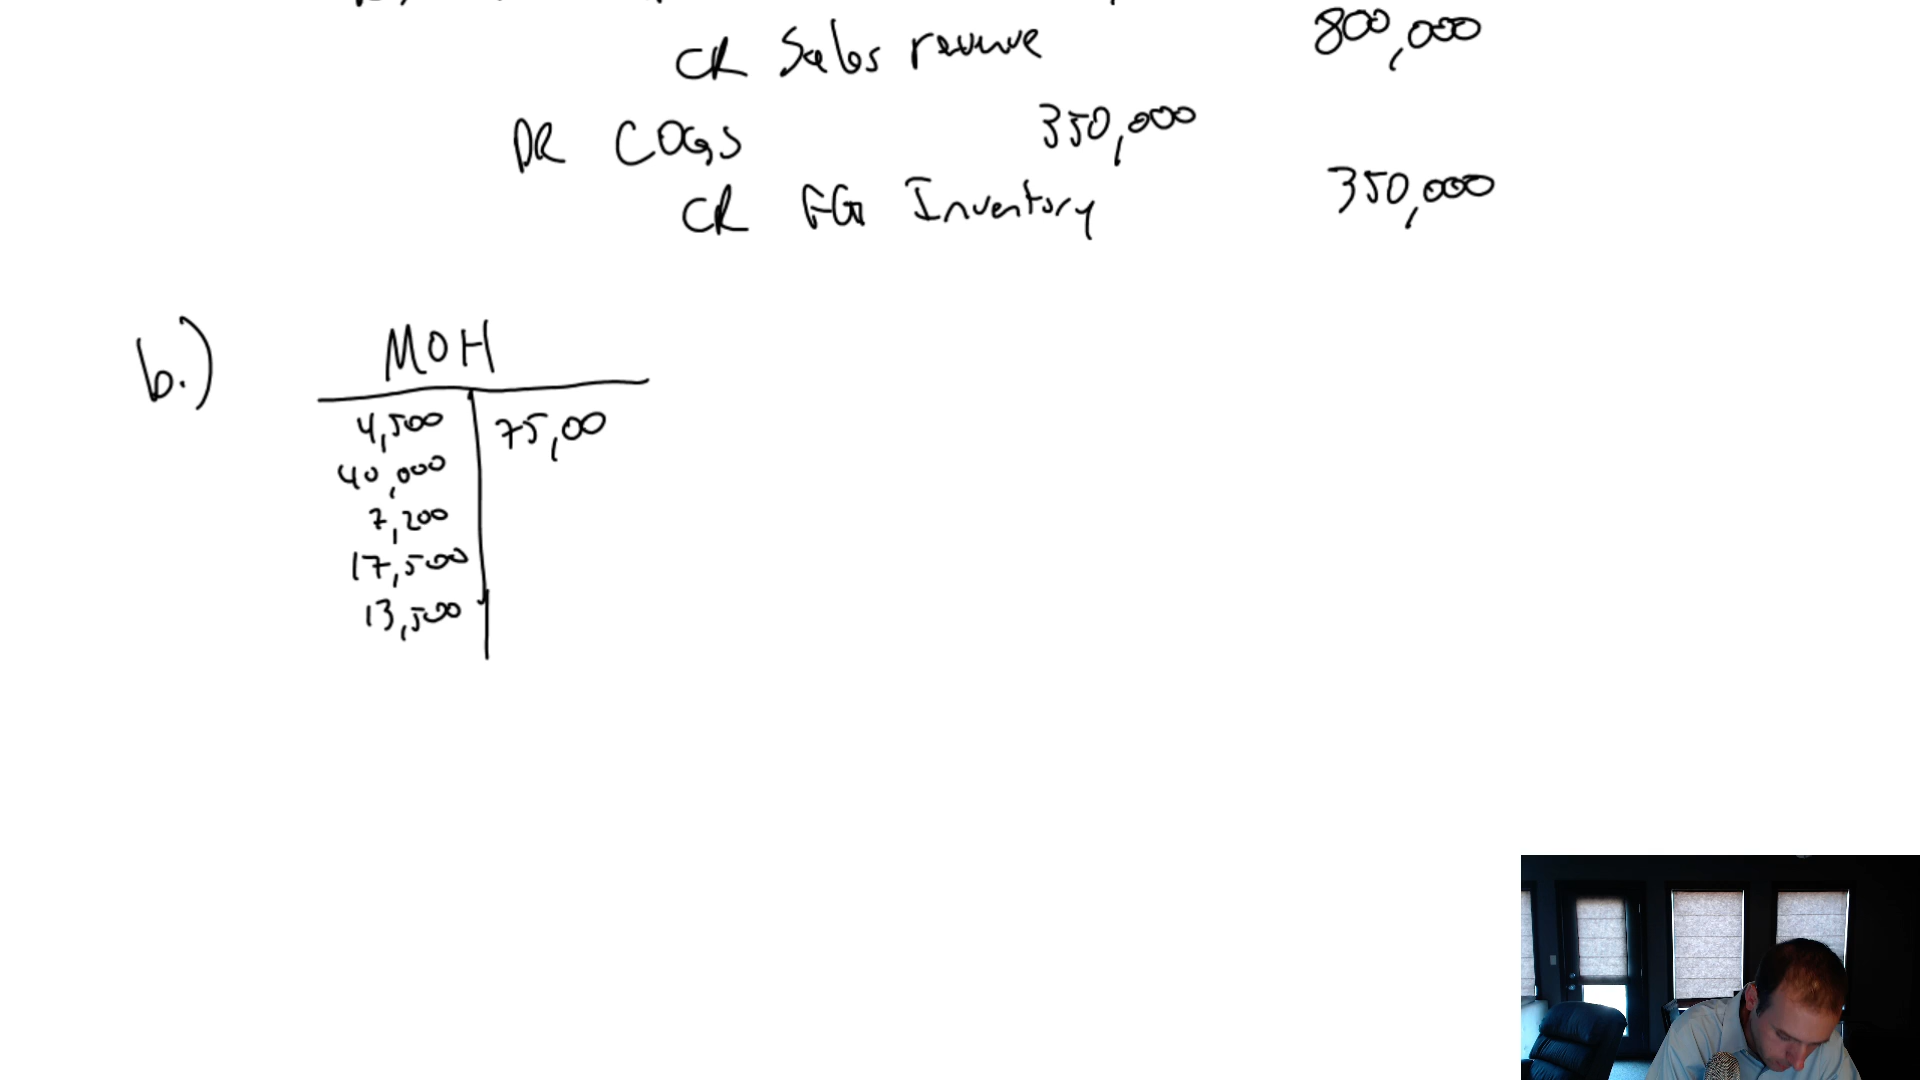 CR Sales revenue 800,000
DR COGS 350,000
CR FG Inventory 350,000
b.) MOH
4,500 75,00
40,000
7,200
17,500
13,500